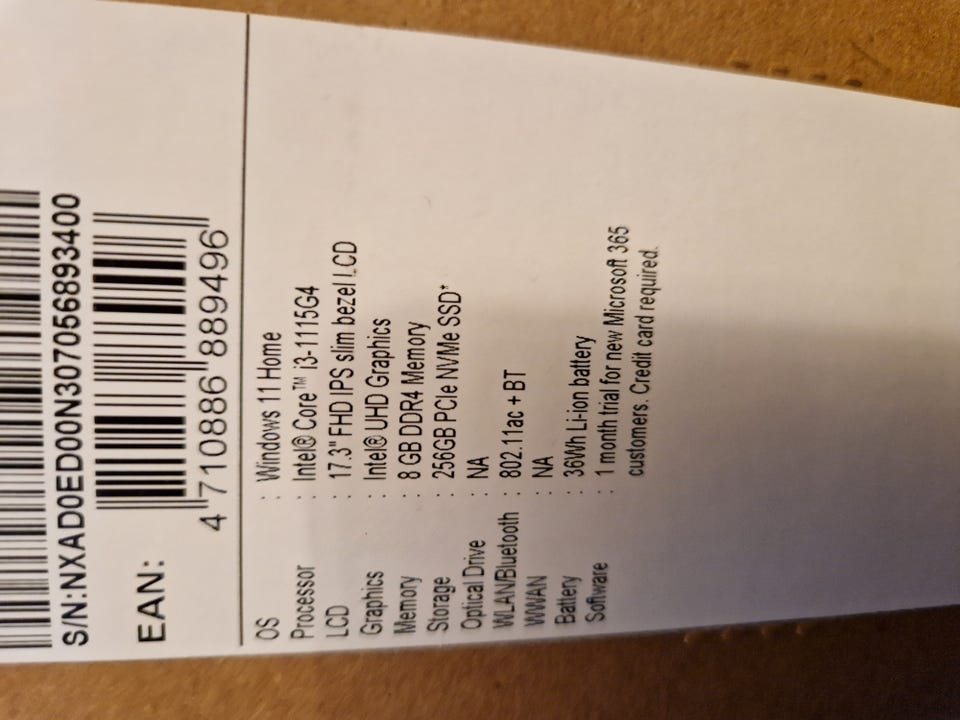 S/N:NXAD0ED00N307056893400
EAN:
4 710886 889496
OS : Windows 11 Home
Processor : Intel® Core™ i3-1115G4
LCD : 17.3" FHD IPS slim bezel LCD
Graphics : Intel® UHD Graphics
Memory : 8 GB DDR4 Memory
Storage : 256GB PCIe NVMe SSD*
Optical Drive : NA
WLAN/Bluetooth : 802.11ac + BT
WWAN : NA
Battery : 36Wh Li-ion battery
Software : 1 month trial for new Microsoft 365
customers. Credit card required.